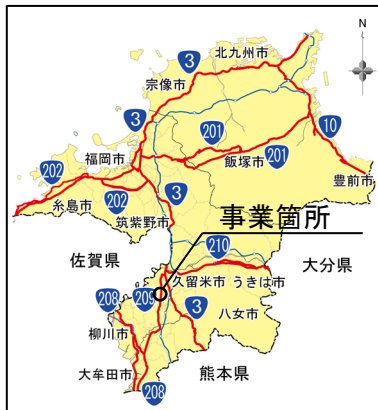 N
北九州市
3
宗像市
3
10
201
福岡市
飯塚市
201
202
豊前市
糸島市
202
3
筑紫野市
事業箇所
佐賀県
210
大分県
208
209
久留米市
うきは市
3
八女市
柳川市
大牟田市
熊本県
208